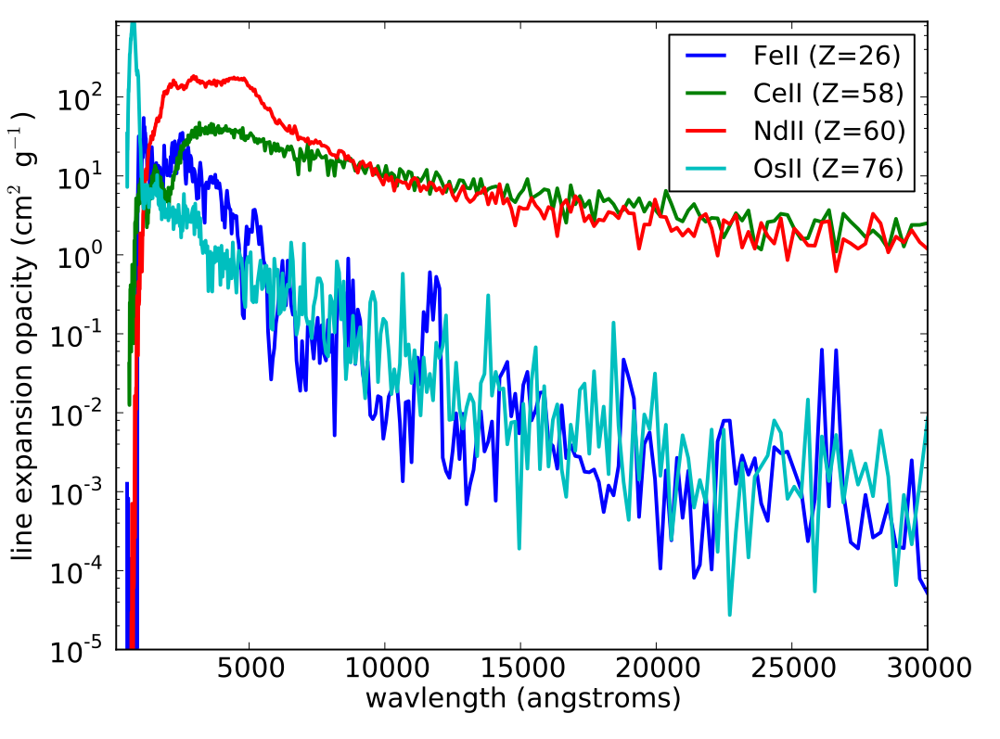 line expansion opacity (cm² g⁻¹)
10²
10¹
10⁰
10⁻¹
10⁻²
10⁻³
10⁻⁴
10⁻⁵
FeII (Z=26)
CeII (Z=58)
NdII (Z=60)
OsII (Z=76)
5000 10000 15000 20000 25000 30000
wavlength (angstroms)